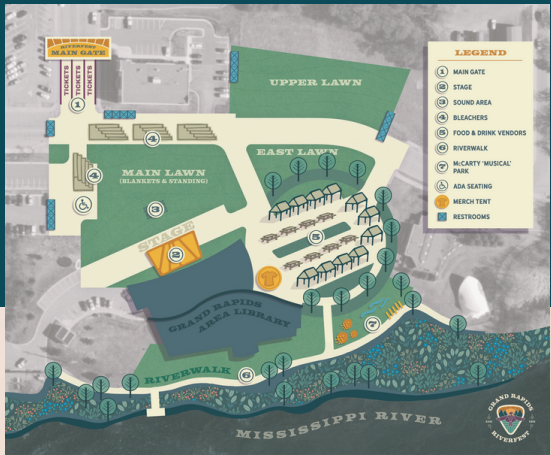 RIVERFEST
MAIN GATE
TICKETS
TICKETS
TICKETS
1
UPPER LAWN
4
EAST LAWN
4
MAIN LAWN
(BLANKETS & STANDING)
3
STAGE
2
5
GRAND RAPIDS
AREA LIBRARY
7
RIVERWALK
6
MISSISSIPPI RIVER
LEGEND
1 MAIN GATE
2 STAGE
3 SOUND AREA
4 BLEACHERS
5 FOOD & DRINK VENDORS
6 RIVERWALK
7 McCARTY 'MUSICAL'
PARK
ADA SEATING
MERCH TENT
RESTROOMS
GRAND RAPIDS
RIVERFEST